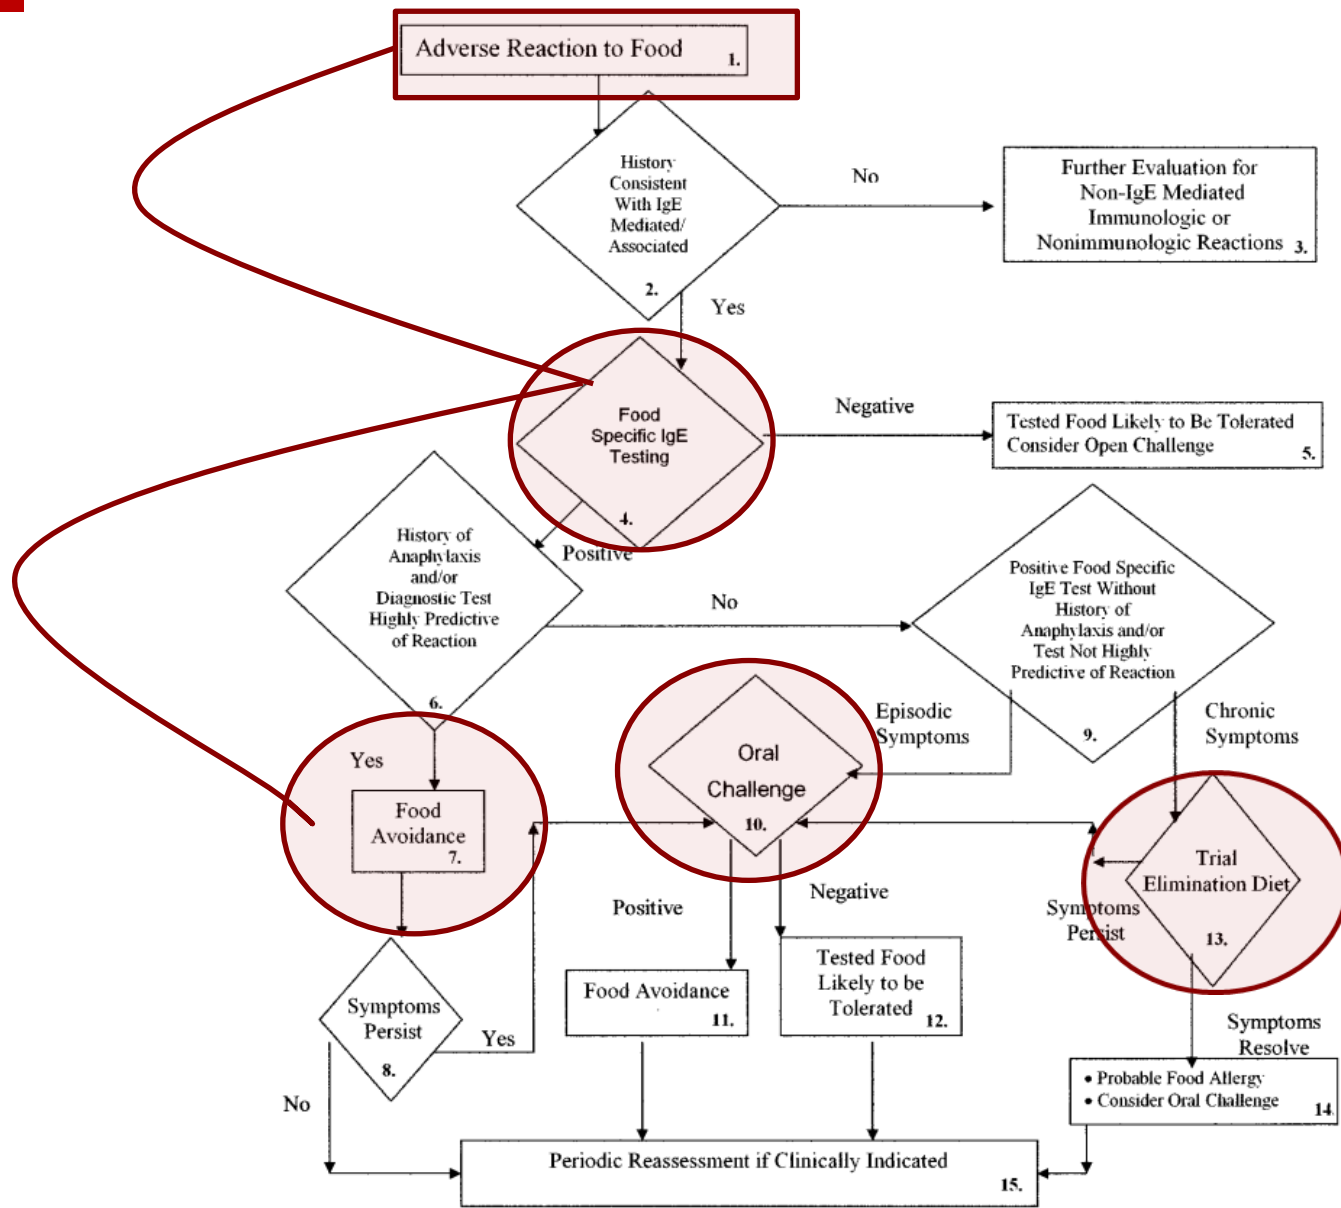 Adverse Reaction to Food
1.
History
Consistent
With IgE
Mediated/
Associated
2.
No
Further Evaluation for
Non-IgE Mediated
Immunologic or
Nonimmunologic Reactions
3.
Yes
Food
Specific IgE
Testing
4.
Negative
Tested Food Likely to Be Tolerated
Consider Open Challenge
5.
Positive
History of
Anaphylaxis
and/or
Diagnostic Test
Highly Predictive
of Reaction
6.
No
Positive Food Specific
IgE Test Without
History of
Anaphylaxis and/or
Test Not Highly
Predictive of Reaction
9.
Yes
Food
Avoidance
7.
Episodic
Symptoms
Chronic
Symptoms
Oral
Challenge
10.
Trial
Elimination Diet
13.
Symptoms
Persist
Positive
Negative
Symptoms
Persist
8.
Yes
No
Food Avoidance
11.
Tested Food
Likely to be
Tolerated
12.
Symptoms
Resolve
• Probable Food Allergy
• Consider Oral Challenge
14.
Periodic Reassessment if Clinically Indicated
15.